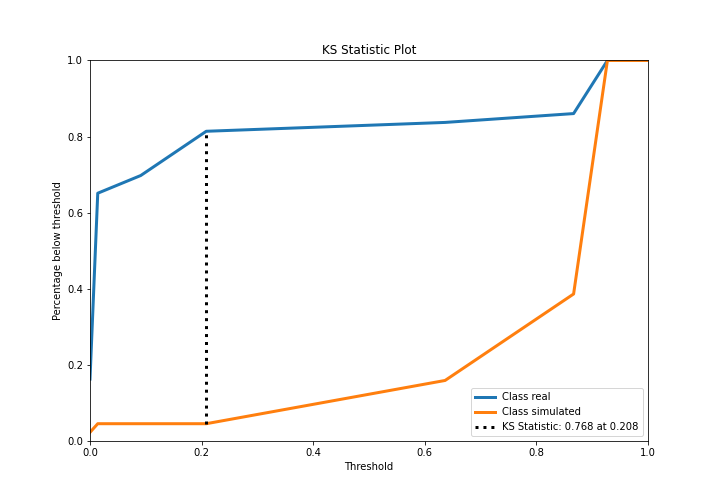 KS Statistic Plot
1.0
0.8
0.6
0.4
0.2
0.0
Percentage below threshold
0.0 0.2 0.4 0.6 0.8 1.0
Threshold
Class real
Class simulated
KS Statistic: 0.768 at 0.208